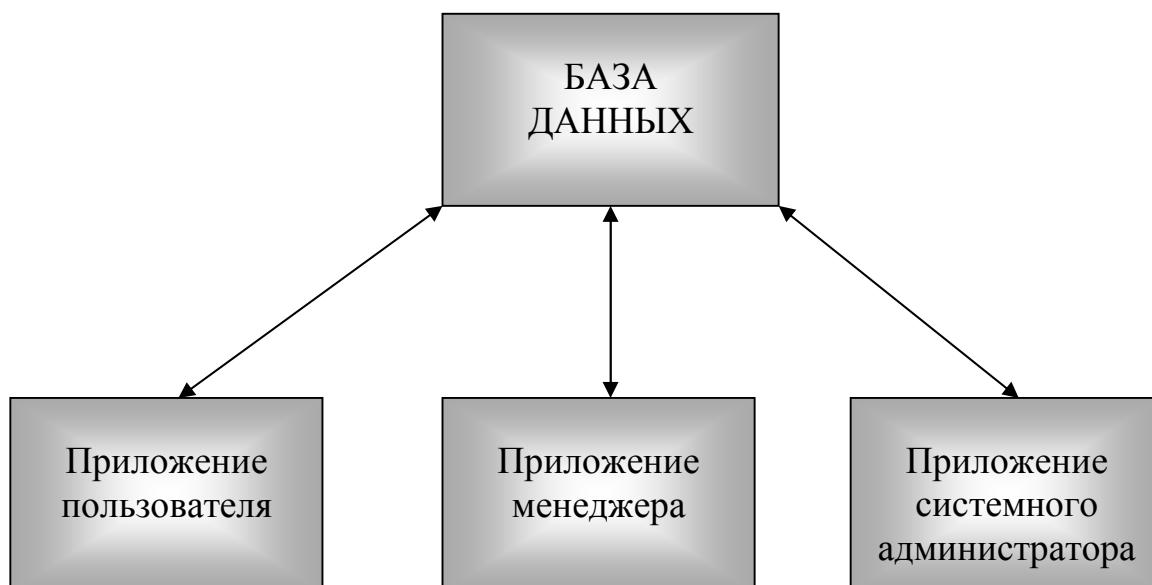 БАЗА
ДАННЫХ
Приложение
пользователя
Приложение
менеджера
Приложение
системного
администратора